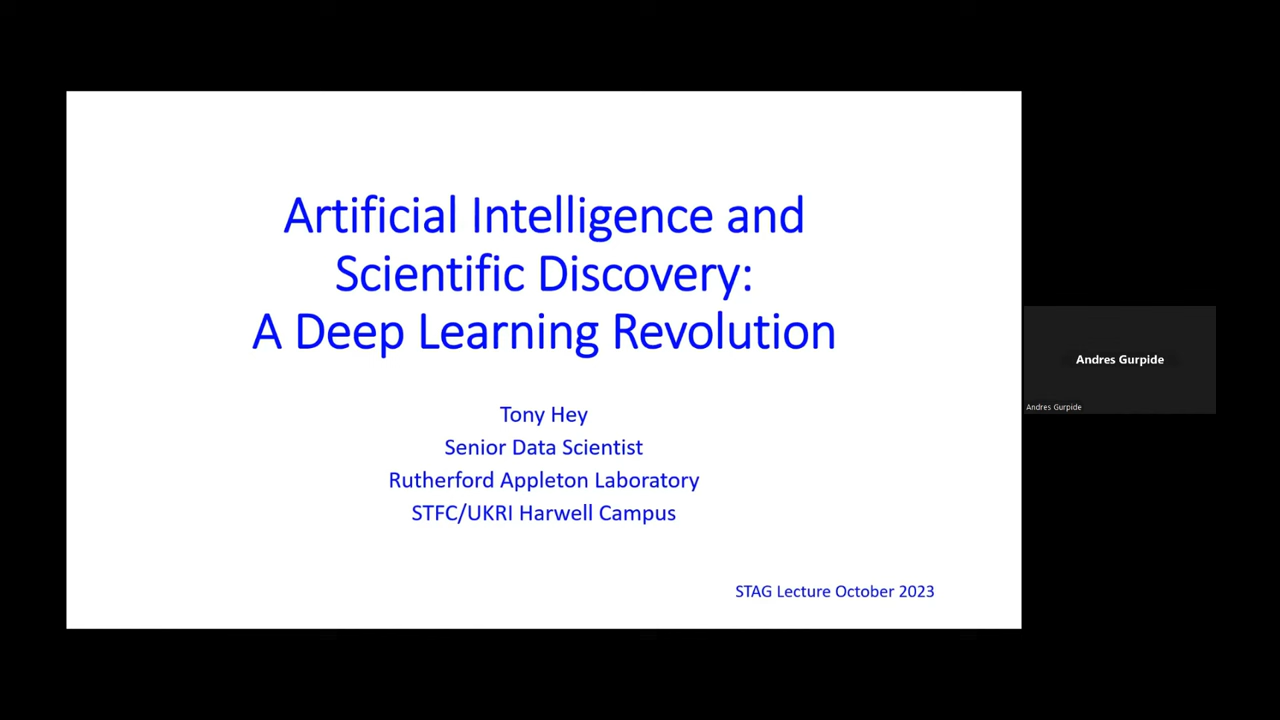 Artificial Intelligence and
Scientific Discovery:
A Deep Learning Revolution
Tony Hey
Senior Data Scientist
Rutherford Appleton Laboratory
STFC/UKRI Harwell Campus
STAG Lecture October 2023
Andres Gurpide
Andres Gurpide